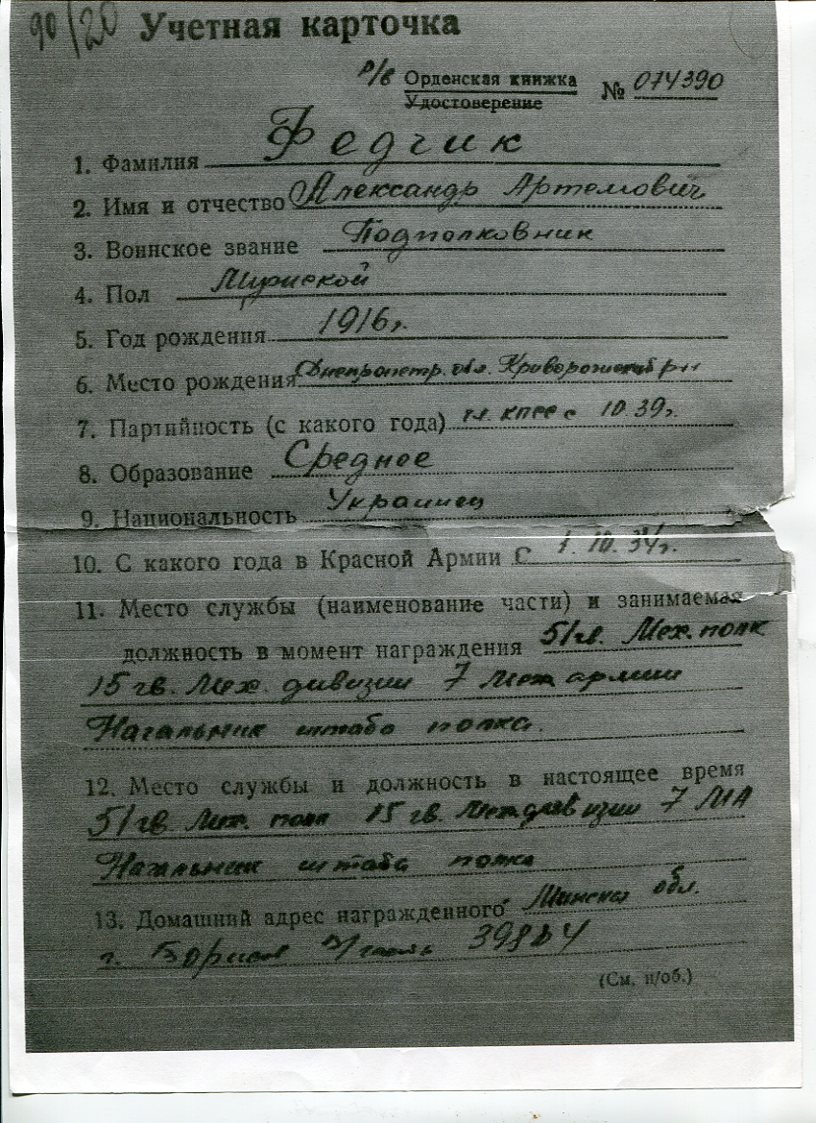 90/20 Учетная карточка
Орденская книжка
Удостоверение
№ 074390
1. Фамилия Федчик
2. Имя и отчество Александр Артемович
3. Воинское звание Подполковник
4. Пол Мужской
5. Год рождения 1916 г.
6. Место рождения Днепропетр. обл. Криворожский р-н
7. Партийность (с какого года) чл. КПСС с 10.39 г.
8. Образование Среднее
9. Национальность Украинец
10. С какого года в Красной Армии С 1.10.34 г.
11. Место службы (наименование части) и занимаемая
должность в момент награждения 51 гв. Мех. полк
15 гв. Мех. дивизии 7 Мех армии
Начальник штаба полка.
12. Место службы и должность в настоящее время
51 гв. Мех. полк 15 гв. Мех дивизии 7 МА
Начальник штаба полка
13. Домашний адрес награжденного Минская обл.
г. Борисов в/часть
(См. н/об.)